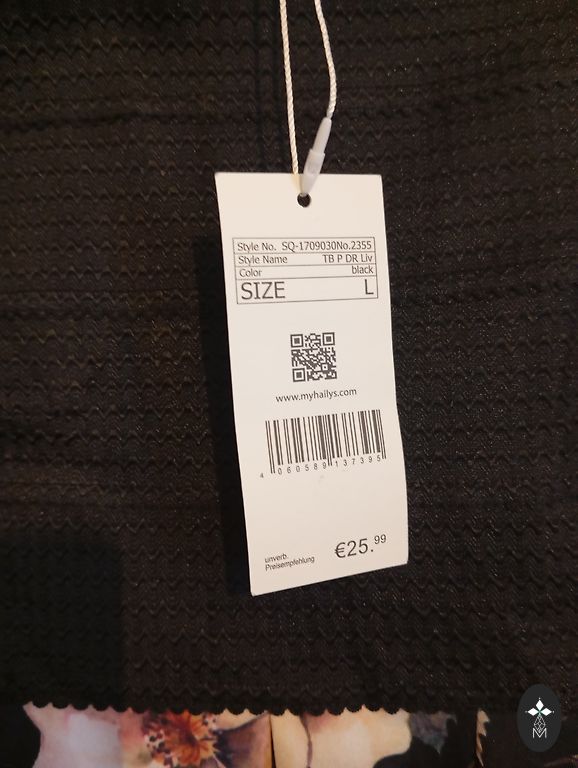 Style No. SQ-1709030No.2355
Style Name TB P DR Liv
Color black
SIZE L
www.myhailys.com
4 060589 137395
unverb.
Preisempfehlung
€25.99
M